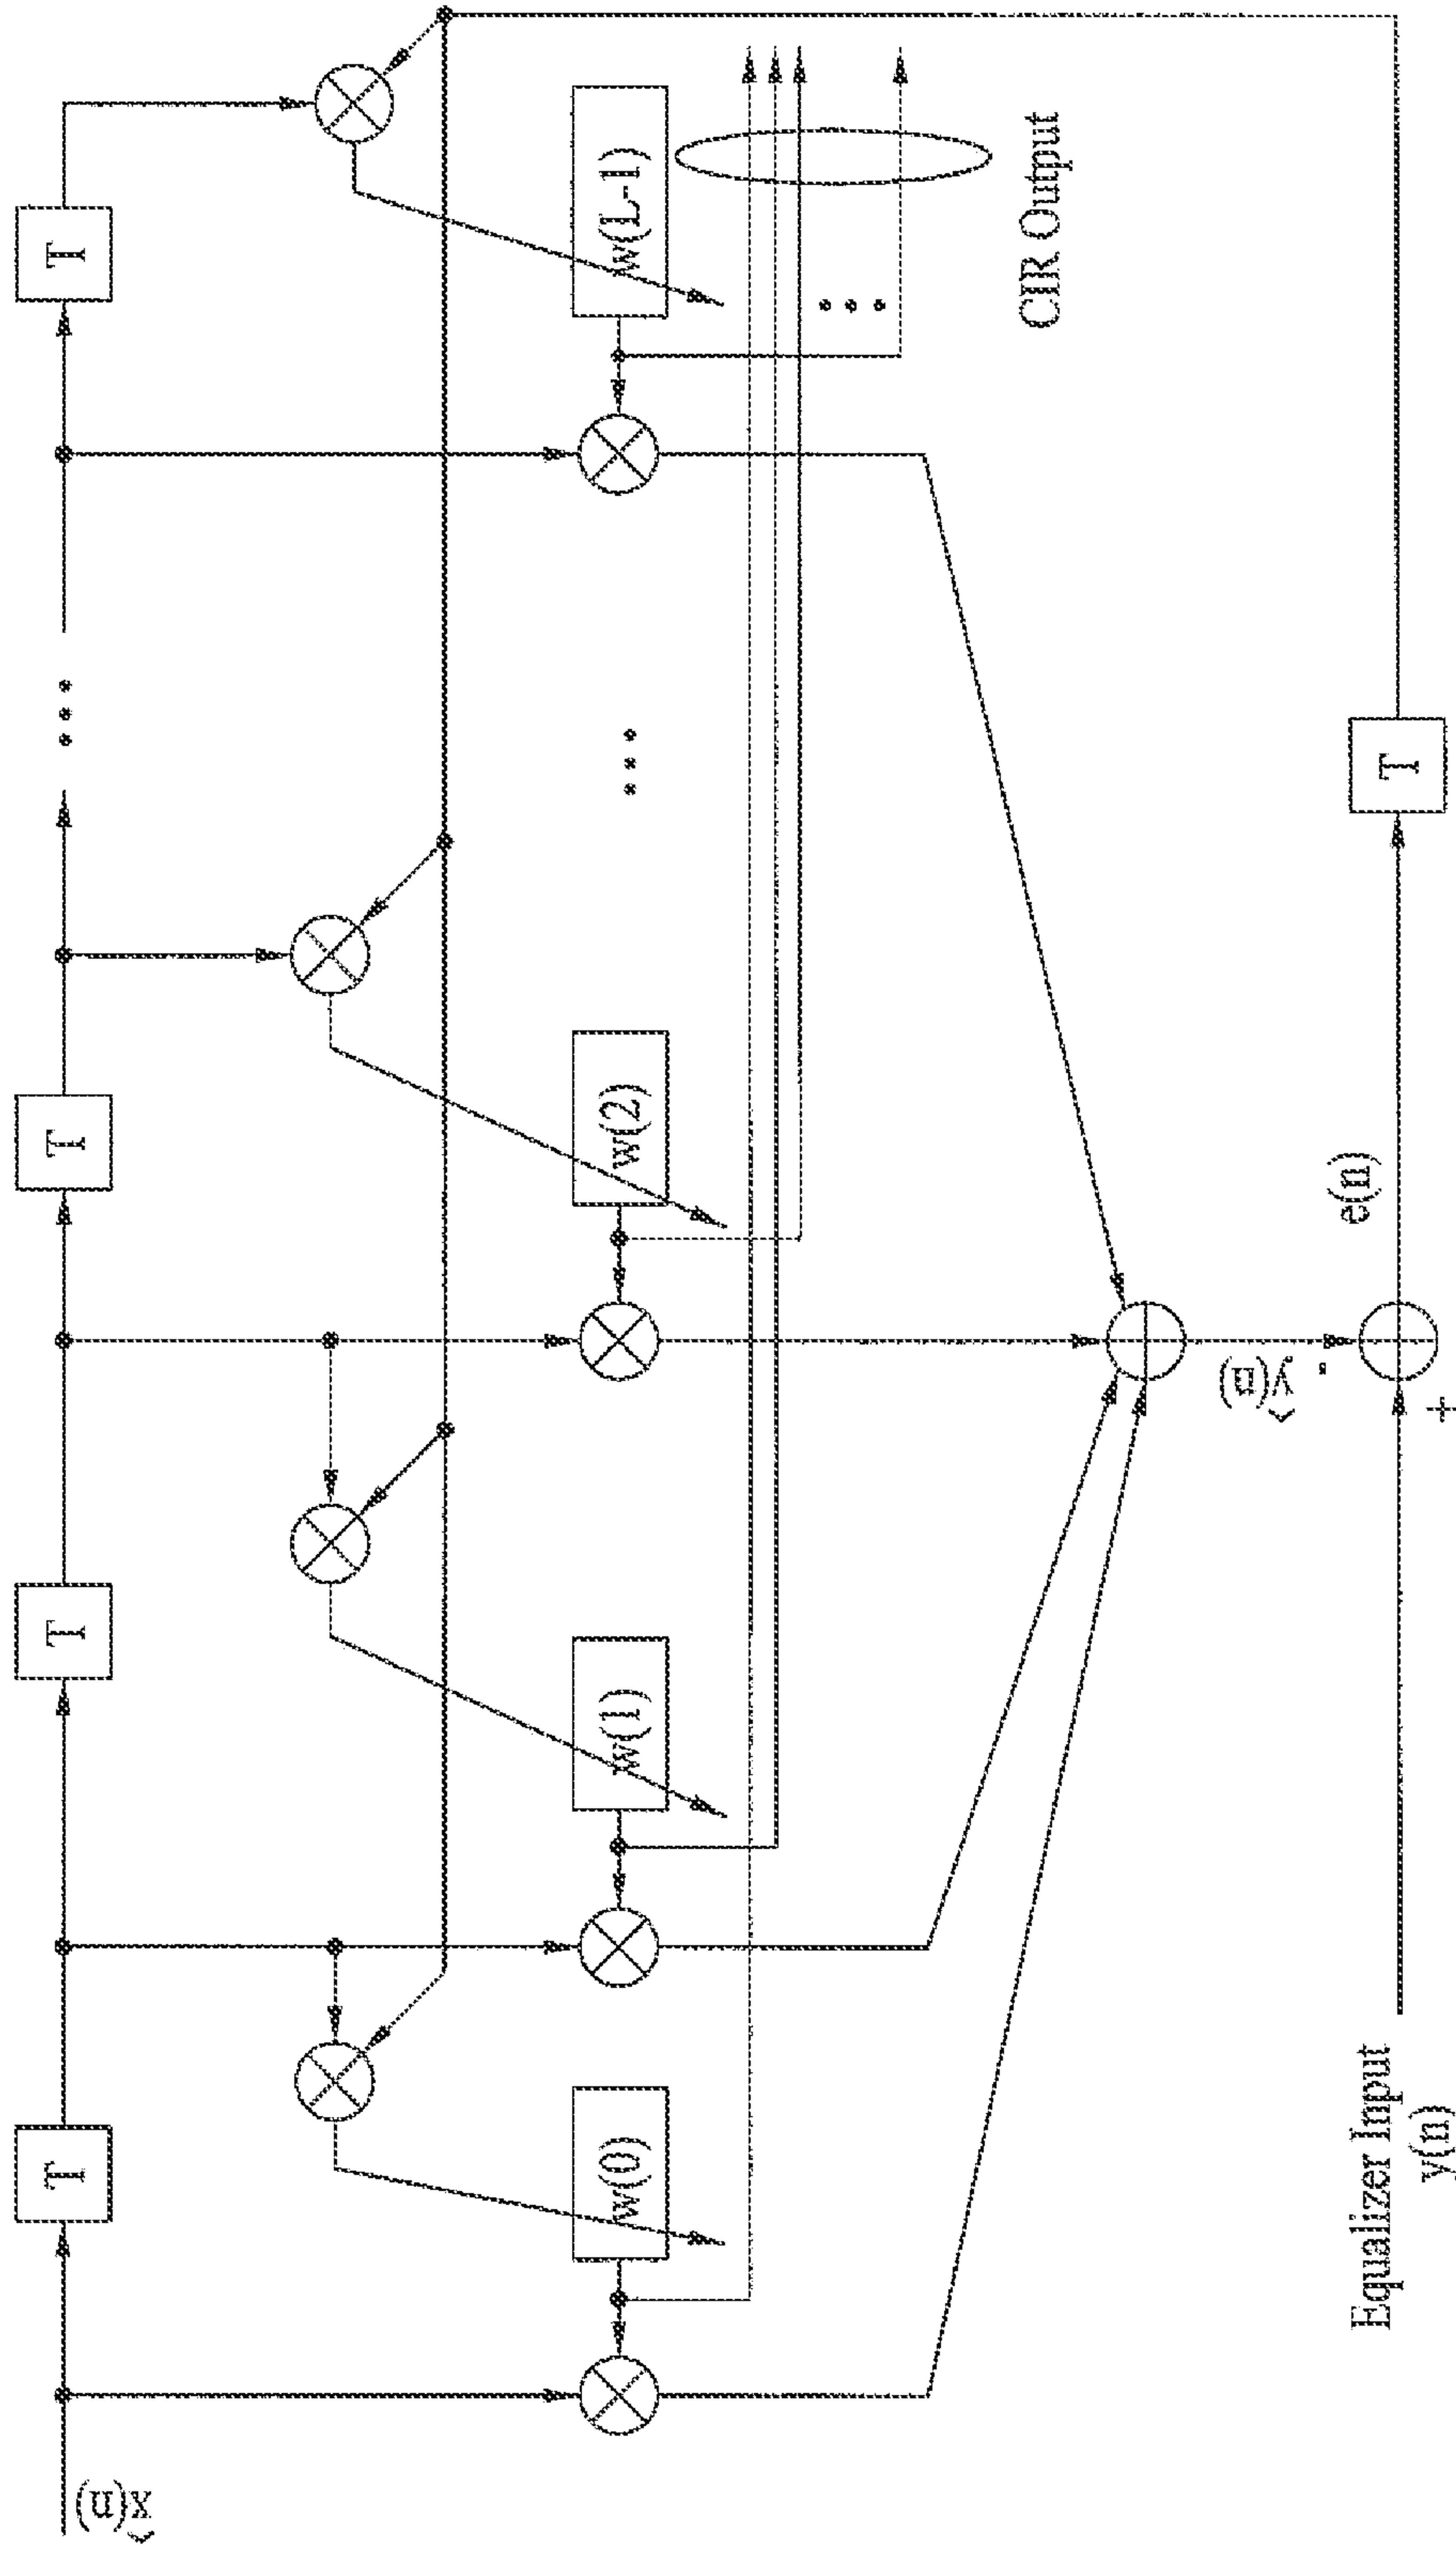 x̂(n)
T
T
T
T
w(0)
w(1)
w(2)
• • •
w(L-1)
• • •
• • •
CIR Output
ŷ(n)
-
+
e(n)
T
Equalizer Input
y(n)